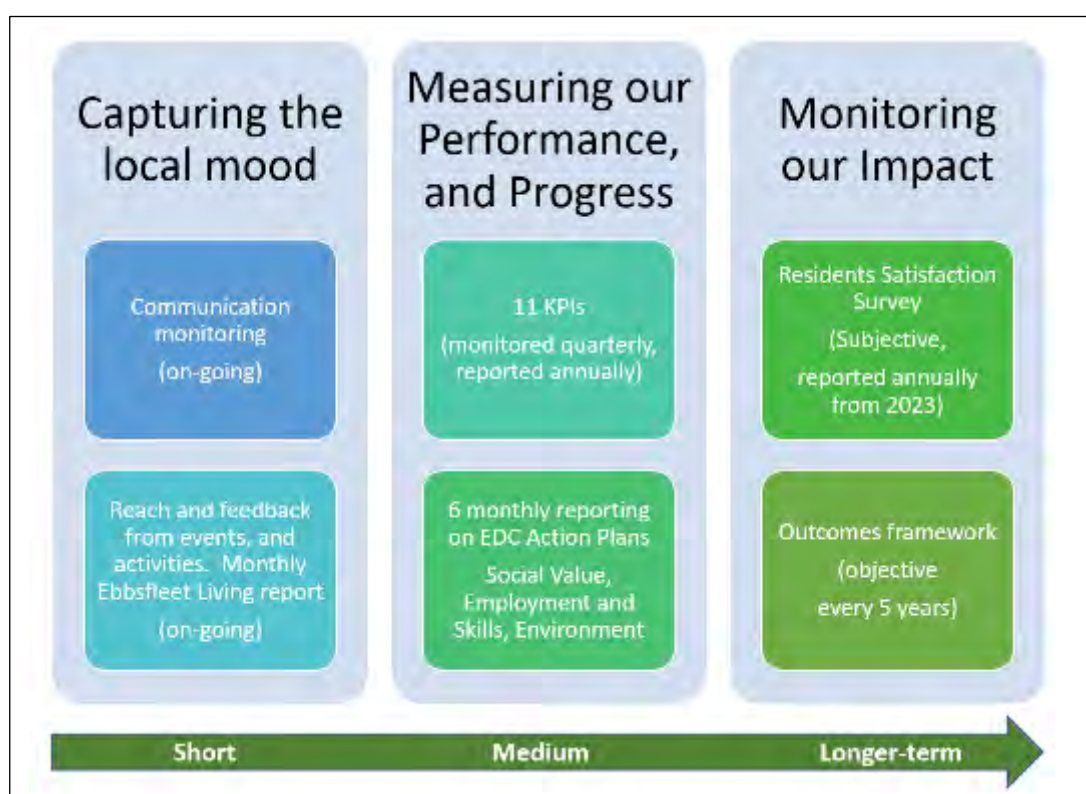 Capturing the
local mood
Communication
monitoring
(on-going)
Reach and feedback
from events, and
activities. Monthly
Ebbsfleet Living report
(on-going)
Measuring our
Performance,
and Progress
11 KPIs
(monitored quarterly,
reported annually)
6 monthly reporting
on EDC Action Plans
Social Value,
Employment and
Skills, Environment
Monitoring
our Impact
Residents Satisfaction
Survey
(Subjective,
reported annually
from 2023)
Outcomes framework
(objective
every 5 years)
Short
Medium
Longer-term